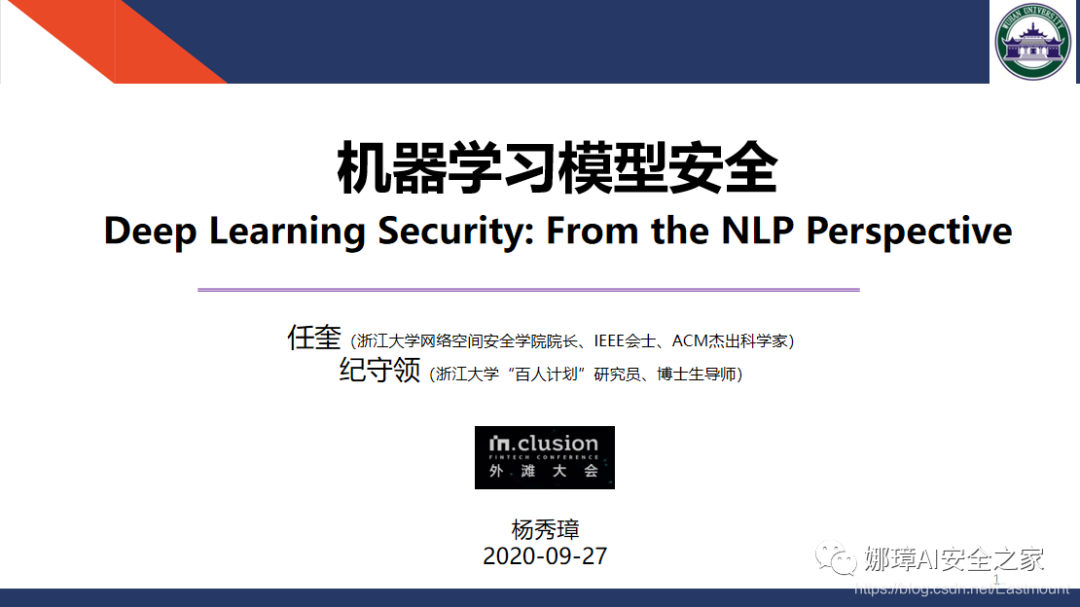 WUHAN UNIVERSITY
机器学习模型安全
Deep Learning Security: From the NLP Perspective
任奎（浙江大学网络空间安全学院院长、IEEE会士、ACM杰出科学家）
纪守领（浙江大学“百人计划”研究员、博士生导师）
in.clusion
FINTECH CONFERENCE
外滩大会
杨秀璋
2020-09-27
娜璋AI安全之家
1
https://blog.csdn.net/Eastmount